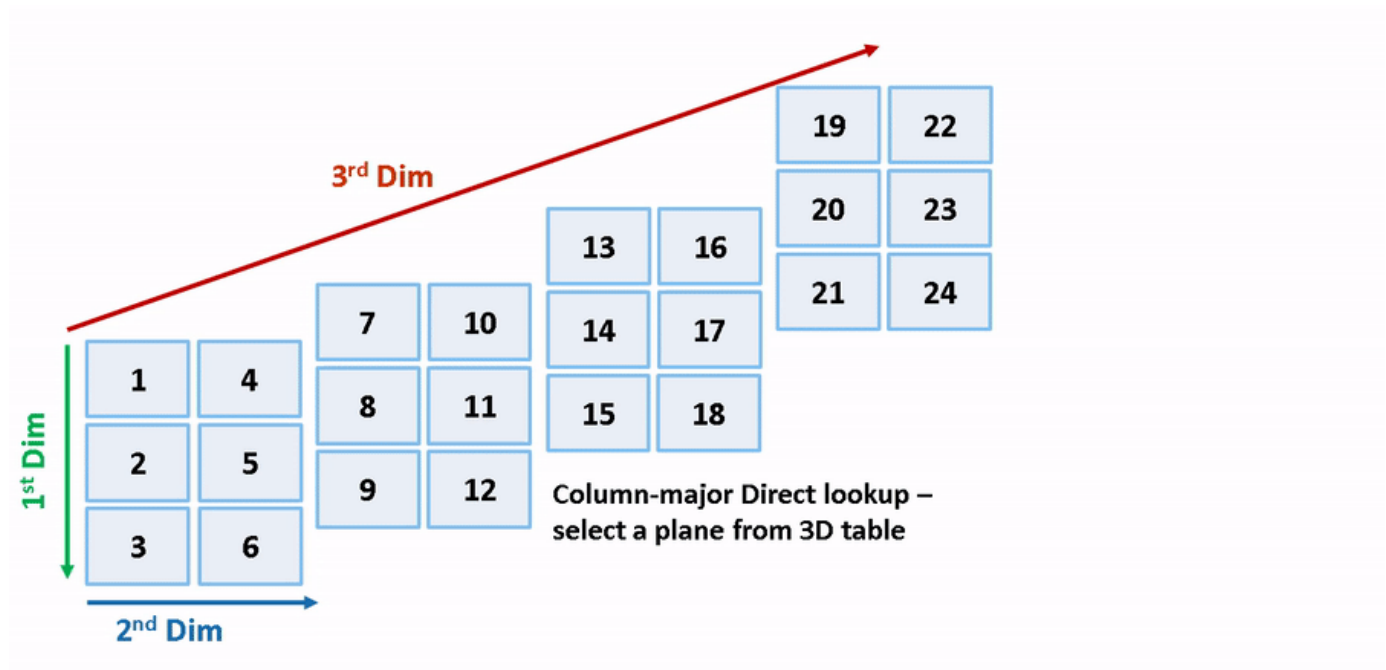 3rd Dim
19 22
20 23
21 24
13 16
14 17
15 18
7 10
8 11
9 12
1 4
2 5
3 6
1st Dim
2nd Dim
Column-major Direct lookup –
select a plane from 3D table